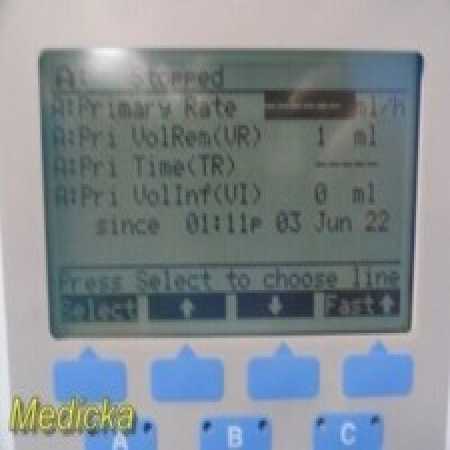 A: Stopped
A:Primary Rate ------ ml/h
A:Pri VolRem(VR) 1 ml
A:Pri Time(TR) -----
A:Pri VolInf(VI) 0 ml
since 01:11P 03 Jun 22
Press Select to choose line
Select ↑ ↓ Fast↑
Medicka
A B C